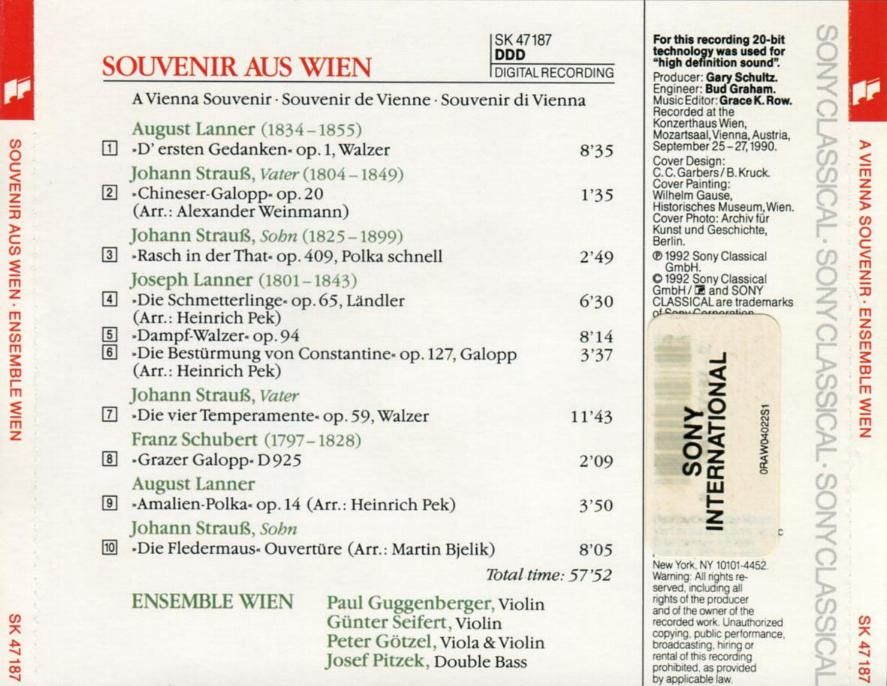 SOUVENIR AUS WIEN · ENSEMBLE WIEN
SK 47187
SOUVENIR AUS WIEN
SK 47187
DDD
DIGITAL RECORDING
A Vienna Souvenir · Souvenir de Vienne · Souvenir di Vienna
August Lanner (1834–1855)
1 »D' ersten Gedanken« op. 1, Walzer 8'35
Johann Strauß, Vater (1804–1849)
2 »Chineser-Galopp« op. 20 1'35
(Arr.: Alexander Weinmann)
Johann Strauß, Sohn (1825–1899)
3 »Rasch in der That« op. 409, Polka schnell 2'49
Joseph Lanner (1801–1843)
4 »Die Schmetterlinge« op. 65, Ländler 6'30
(Arr.: Heinrich Pek)
5 »Dampf-Walzer« op. 94 8'14
6 »Die Bestürmung von Constantine« op. 127, Galopp 3'37
(Arr.: Heinrich Pek)
Johann Strauß, Vater
7 »Die vier Temperamente« op. 59, Walzer 11'43
Franz Schubert (1797–1828)
8 »Grazer Galopp« D 925 2'09
August Lanner
9 »Amalien-Polka« op. 14 (Arr.: Heinrich Pek) 3'50
Johann Strauß, Sohn
10 »Die Fledermaus« Ouvertüre (Arr.: Martin Bjelik) 8'05
Total time: 57'52
ENSEMBLE WIEN Paul Guggenberger, Violin
Günter Seifert, Violin
Peter Götzel, Viola & Violin
Josef Pitzek, Double Bass
For this recording 20-bit
technology was used for
"high definition sound".
Producer: Gary Schultz.
Engineer: Bud Graham.
Music Editor: Grace K. Row.
Recorded at the
Konzerthaus Wien,
Mozartsaal, Vienna, Austria,
September 25–27, 1990.
Cover Design:
C. C. Garbers / B. Kruck.
Cover Painting:
Wilhelm Gause,
Historisches Museum, Wien.
Cover Photo: Archiv für
Kunst und Geschichte,
Berlin.
℗ 1992 Sony Classical
GmbH.
© 1992 Sony Classical
GmbH / and SONY
CLASSICAL are trademarks
of Sony Corporation
SONY
INTERNATIONAL
0RAW04022S1
New York, NY 10101-4452.
Warning: All rights re-
served, including all
rights of the producer
and of the owner of the
recorded work. Unauthorized
copying, public performance,
broadcasting, hiring or
rental of this recording
prohibited, as provided
by applicable law.
SONY CLASSICAL · SONY CLASSICAL · SONY CLASSICAL · SONY CLASSICAL
A VIENNA SOUVENIR · ENSEMBLE WIEN
SK 47187